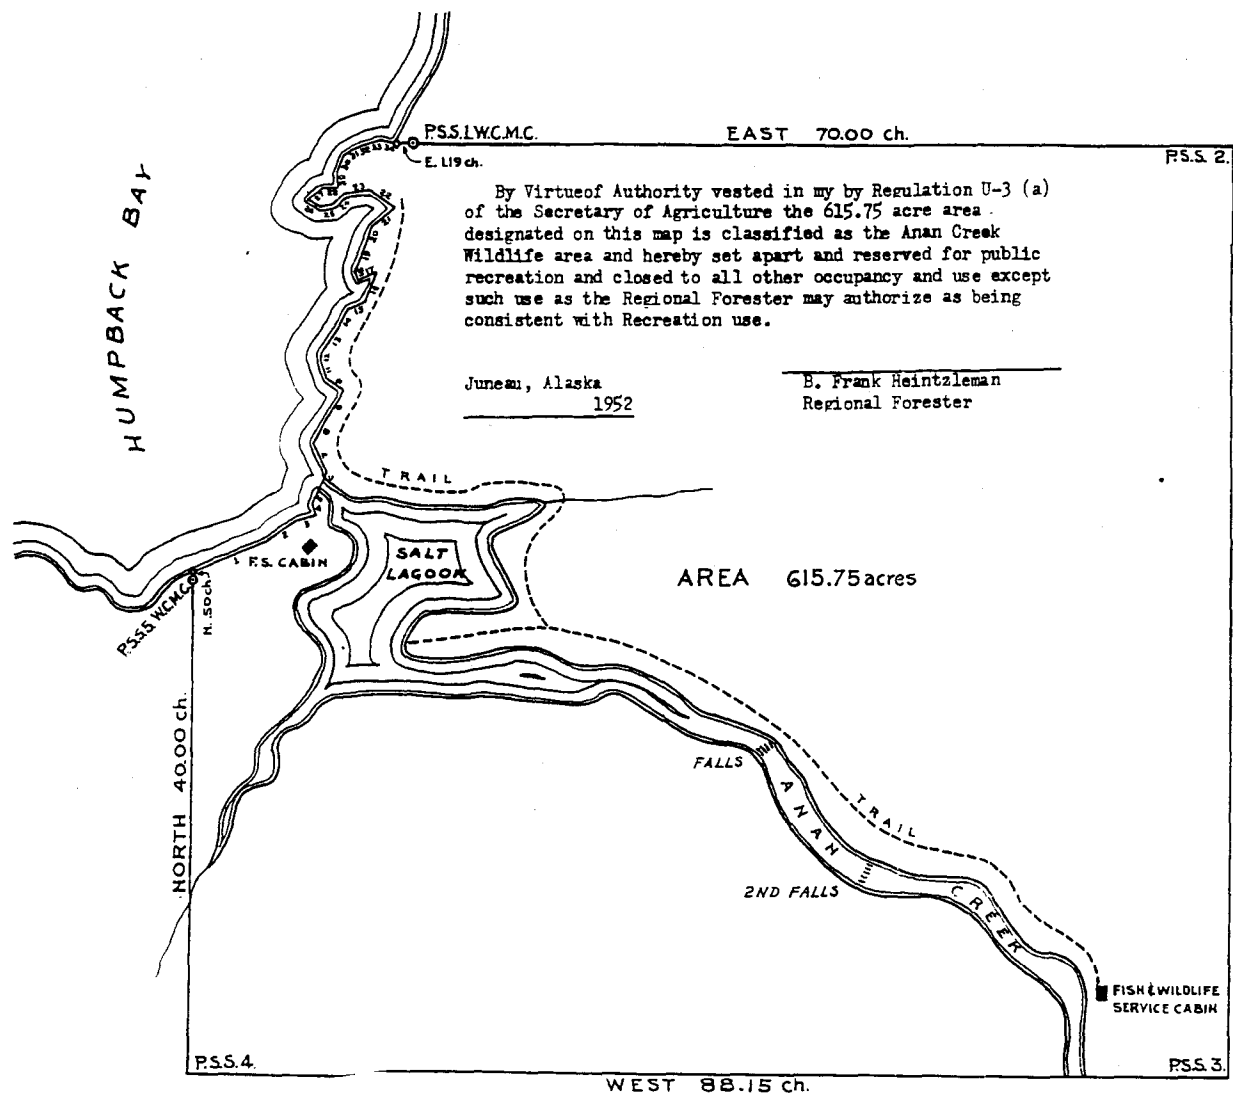 P.S.S.1.W.C.M.C.
EAST 70.00 ch.
E. 1.19 ch.
P.S.S. 2.
HUMPBACK BAY
By Virtueof Authority vested in my by Regulation U-3 (a)
of the Secretary of Agriculture the 615.75 acre area
designated on this map is classified as the Anan Creek
Wildlife area and hereby set apart and reserved for public
recreation and closed to all other occupancy and use except
such use as the Regional Forester may authorize as being
consistent with Recreation use.
Juneau, Alaska
1952
B. Frank Heintzleman
Regional Forester
TRAIL
SALT
LAGOON
F.S. CABIN
AREA 615.75 acres
P.S.S.5. W.C.M.C.
N. .50 ch.
NORTH 40.00 ch.
FALLS
ANAN
TRAIL
2ND FALLS
CREEK
FISH & WILDLIFE
SERVICE CABIN
P.S.S.4.
P.S.S.3.
WEST 88.15 ch.